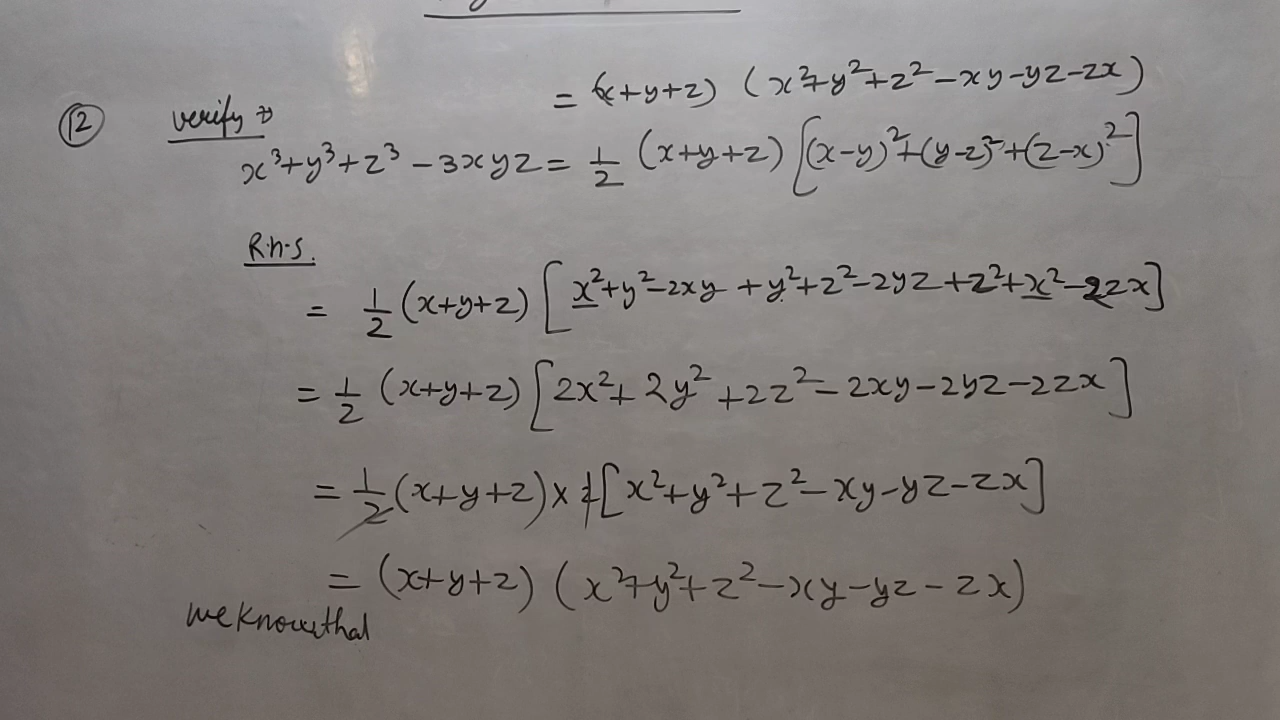 = (x+y+z) (x²+y²+z²-xy-yz-zx)
12 verify →
x³+y³+z³-3xyz = 1/2 (x+y+z) [(x-y)²+(y-z)²+(z-x)²]
R.h.S.
= 1/2 (x+y+z) [x²+y²-2xy+y²+z²-2yz+z²+x²-2zx]
= 1/2 (x+y+z) [2x²+2y²+2z²-2xy-2yz-2zx]
= 1/2 (x+y+z) × 2 [x²+y²+z²-xy-yz-zx]
= (x+y+z) (x²+y²+z²-xy-yz-zx)
we know that